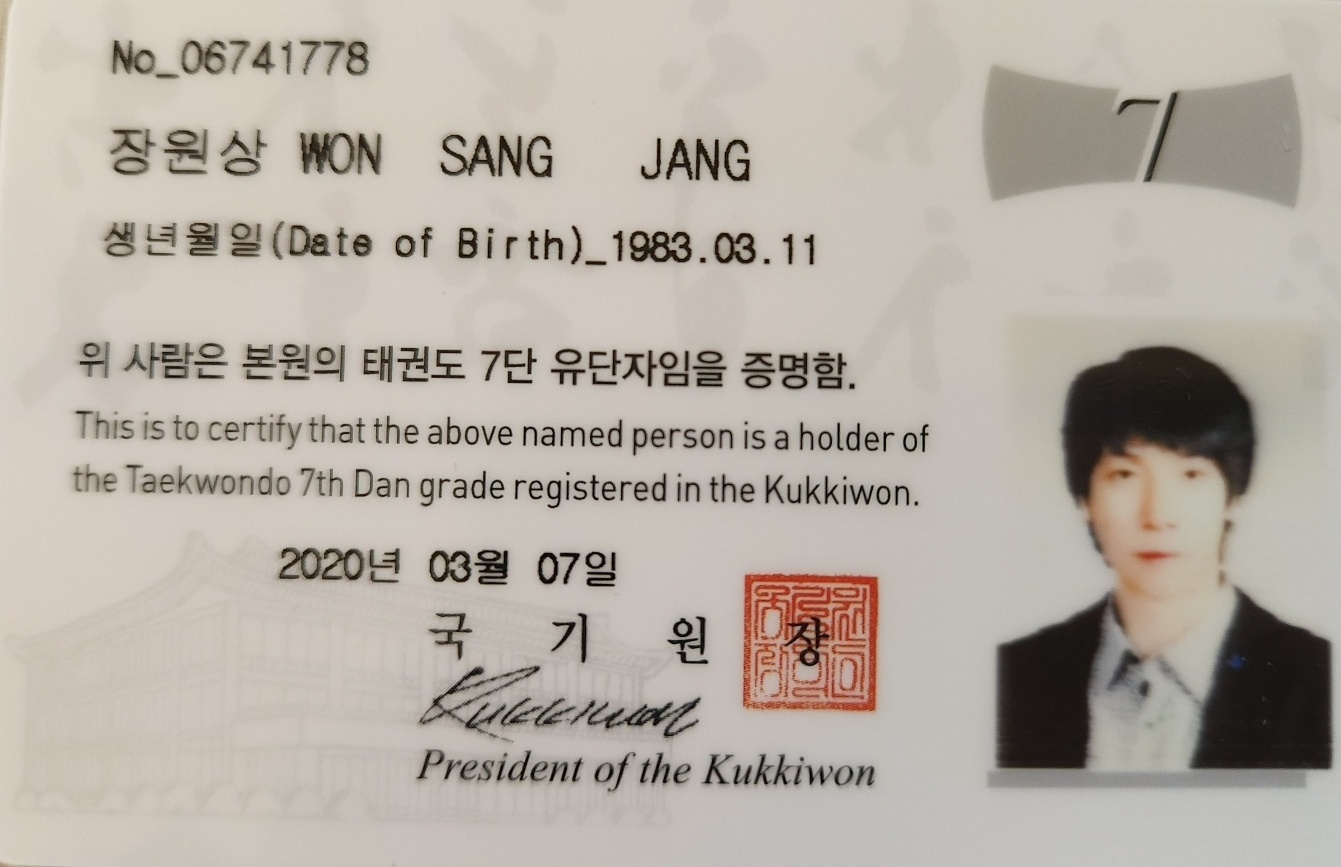 No_06741778
7
장원상 WON SANG JANG
생년월일(Date of Birth)_1983.03.11
위 사람은 본원의 태권도 7단 유단자임을 증명함.
This is to certify that the above named person is a holder of
the Taekwondo 7th Dan grade registered in the Kukkiwon.
2020년 03월 07일
국 기 원 장
Kukkiwon
President of the Kukkiwon